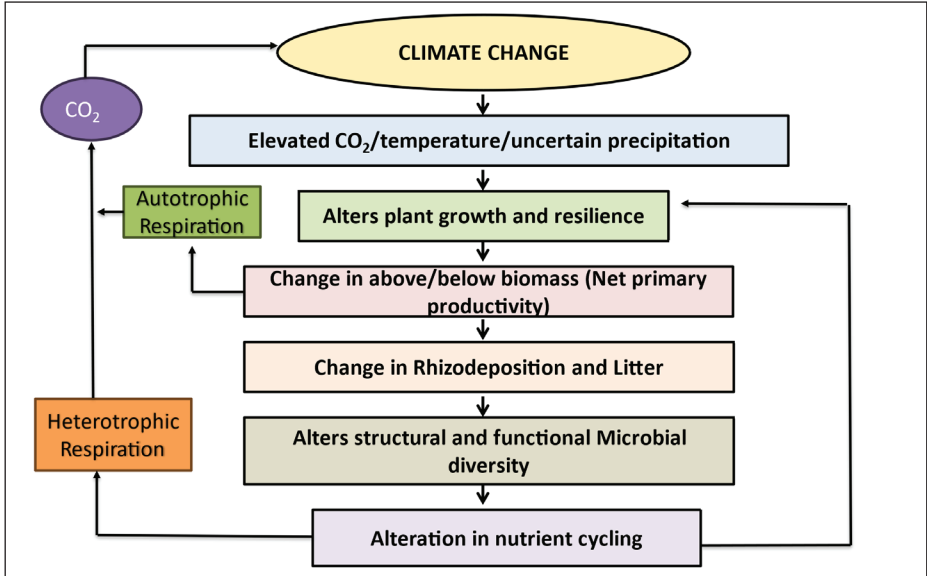 CLIMATE CHANGE
CO₂
Elevated CO₂/temperature/uncertain precipitation
Autotrophic
Respiration
Alters plant growth and resilience
Change in above/below biomass (Net primary
productivity)
Change in Rhizodeposition and Litter
Heterotrophic
Respiration
Alters structural and functional Microbial
diversity
Alteration in nutrient cycling